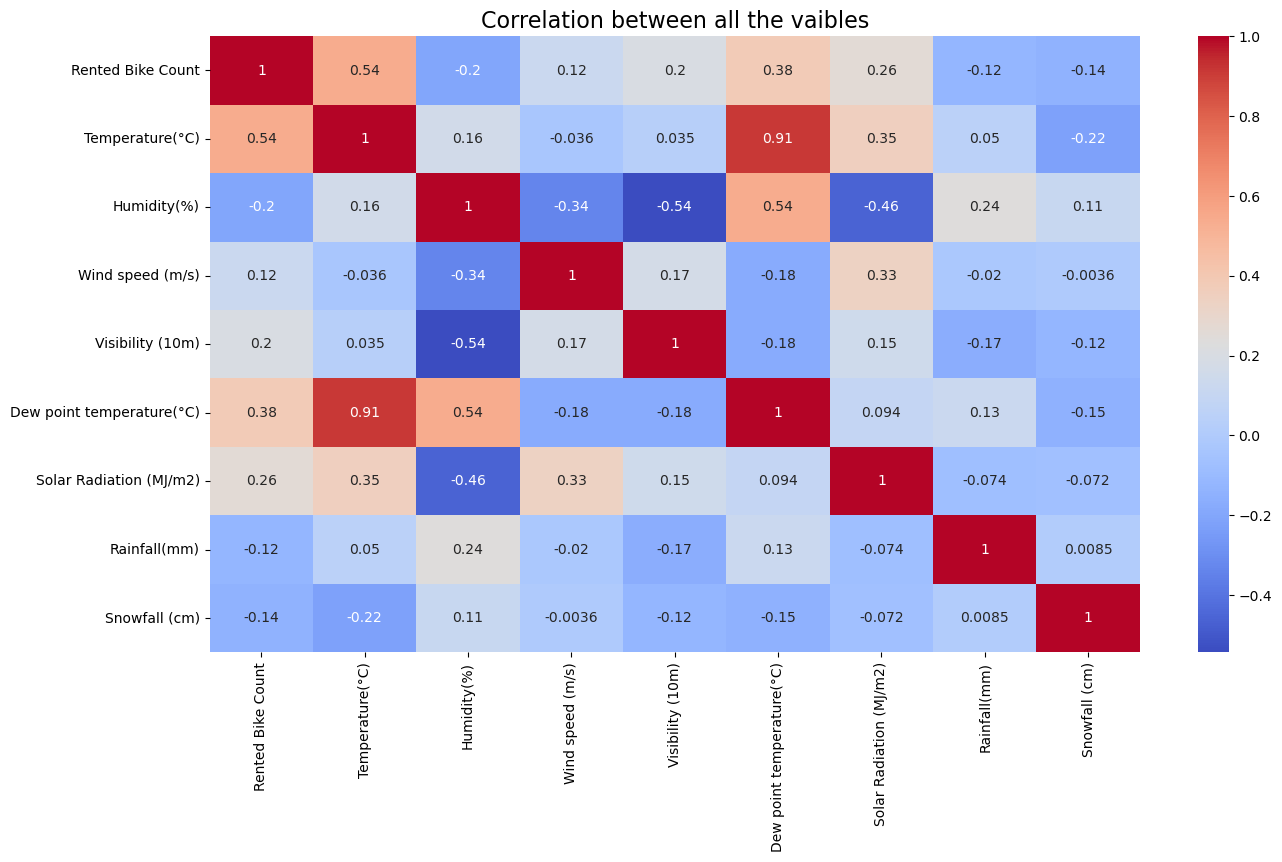 Correlation between all the vaibles
Rented Bike Count 1 0.54 -0.2 0.12 0.2 0.38 0.26 -0.12 -0.14
Temperature(°C) 0.54 1 0.16 -0.036 0.035 0.91 0.35 0.05 -0.22
Humidity(%) -0.2 0.16 1 -0.34 -0.54 0.54 -0.46 0.24 0.11
Wind speed (m/s) 0.12 -0.036 -0.34 1 0.17 -0.18 0.33 -0.02 -0.0036
Visibility (10m) 0.2 0.035 -0.54 0.17 1 -0.18 0.15 -0.17 -0.12
Dew point temperature(°C) 0.38 0.91 0.54 -0.18 -0.18 1 0.094 0.13 -0.15
Solar Radiation (MJ/m2) 0.26 0.35 -0.46 0.33 0.15 0.094 1 -0.074 -0.072
Rainfall(mm) -0.12 0.05 0.24 -0.02 -0.17 0.13 -0.074 1 0.0085
Snowfall (cm) -0.14 -0.22 0.11 -0.0036 -0.12 -0.15 -0.072 0.0085 1
Rented Bike Count
Temperature(°C)
Humidity(%)
Wind speed (m/s)
Visibility (10m)
Dew point temperature(°C)
Solar Radiation (MJ/m2)
Rainfall(mm)
Snowfall (cm)
1.0
0.8
0.6
0.4
0.2
0.0
−0.2
−0.4